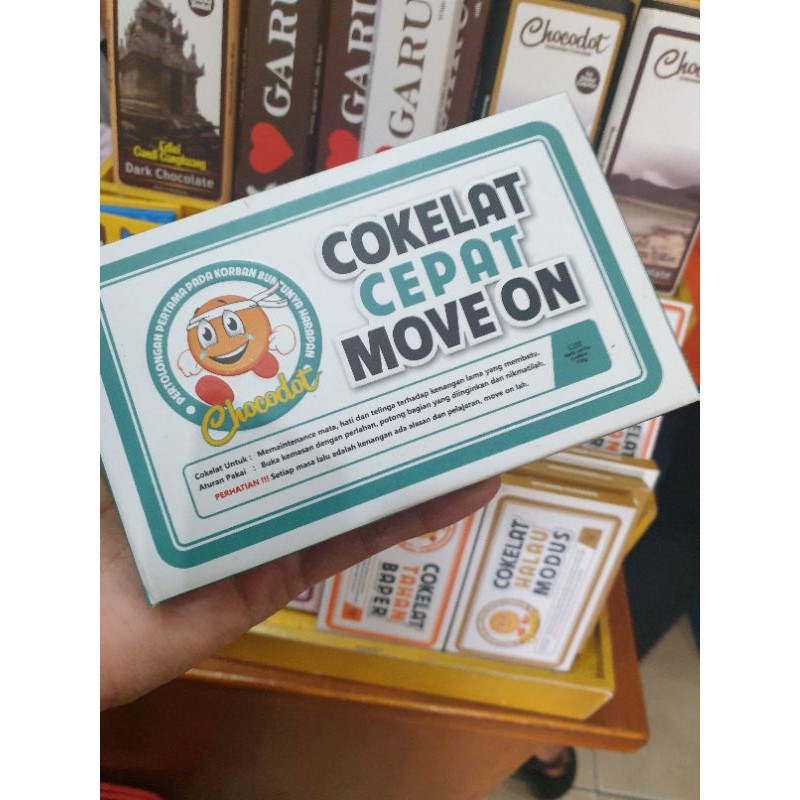 Edisi
Candi Cangkuang
Dark Chocolate
GARU
GARU
GARU
Chocodot
Choco
COKELAT
CEPAT
MOVE ON
PERTOLONGAN PERTAMA PADA KORBAN BUNTUNYA HARAPAN
Chocodot
Cokelat Untuk : Memaintenance mata, hati dan telinga terhadap kenangan lama yang membatu.
Aturan Pakai : Buka kemasan dengan perlahan, potong bagian yang diinginkan dan nikmatilah.
PERHATIAN !!! Setiap masa lalu adalah kenangan ada alasan dan pelajaran, move on lah.
COKELAT
TAHAN
BAPER
COKELAT
HALAU
MODUS